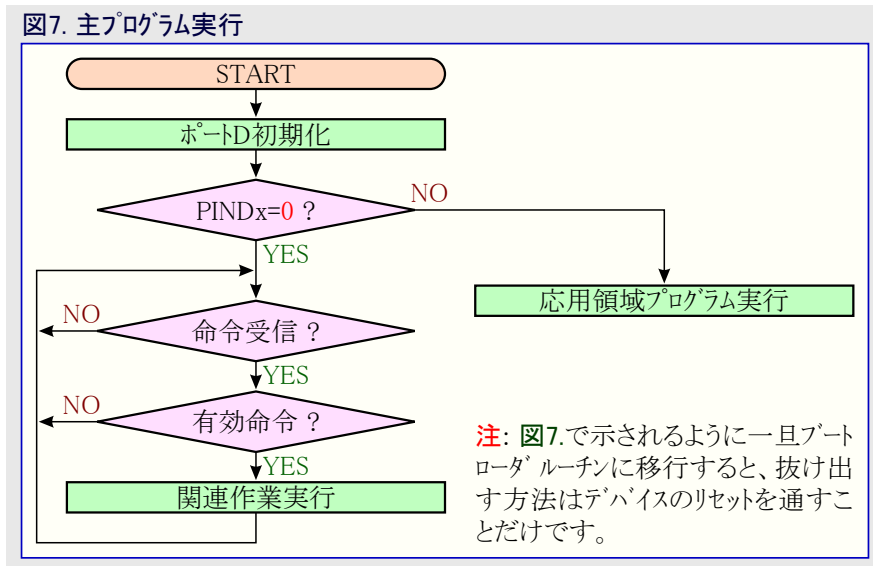 図7. 主プログラム実行
START
ポートD初期化
PINDx=0 ?
NO
YES
応用領域プログラム実行
NO
命令受信 ?
YES
NO
有効命令 ?
YES
関連作業実行
注: 図7.で示されるように一旦ブート
ローダ ルーチンに移行すると、抜け出
す方法はデバイスのリセットを通すこ
とだけです。